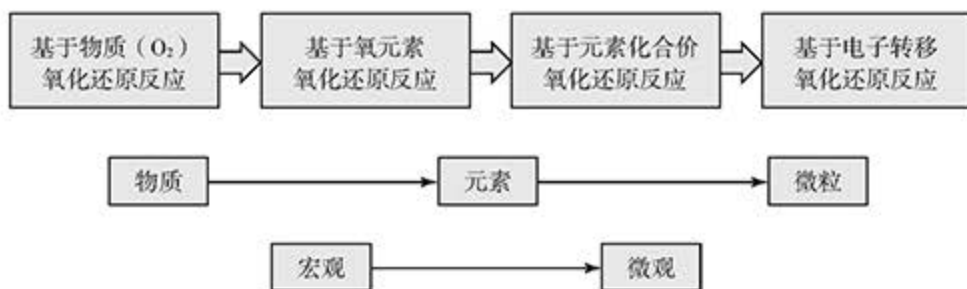 基于物质（O₂）
氧化还原反应
基于氧元素
氧化还原反应
基于元素化合价
氧化还原反应
基于电子转移
氧化还原反应
物质
元素
微粒
宏观
微观